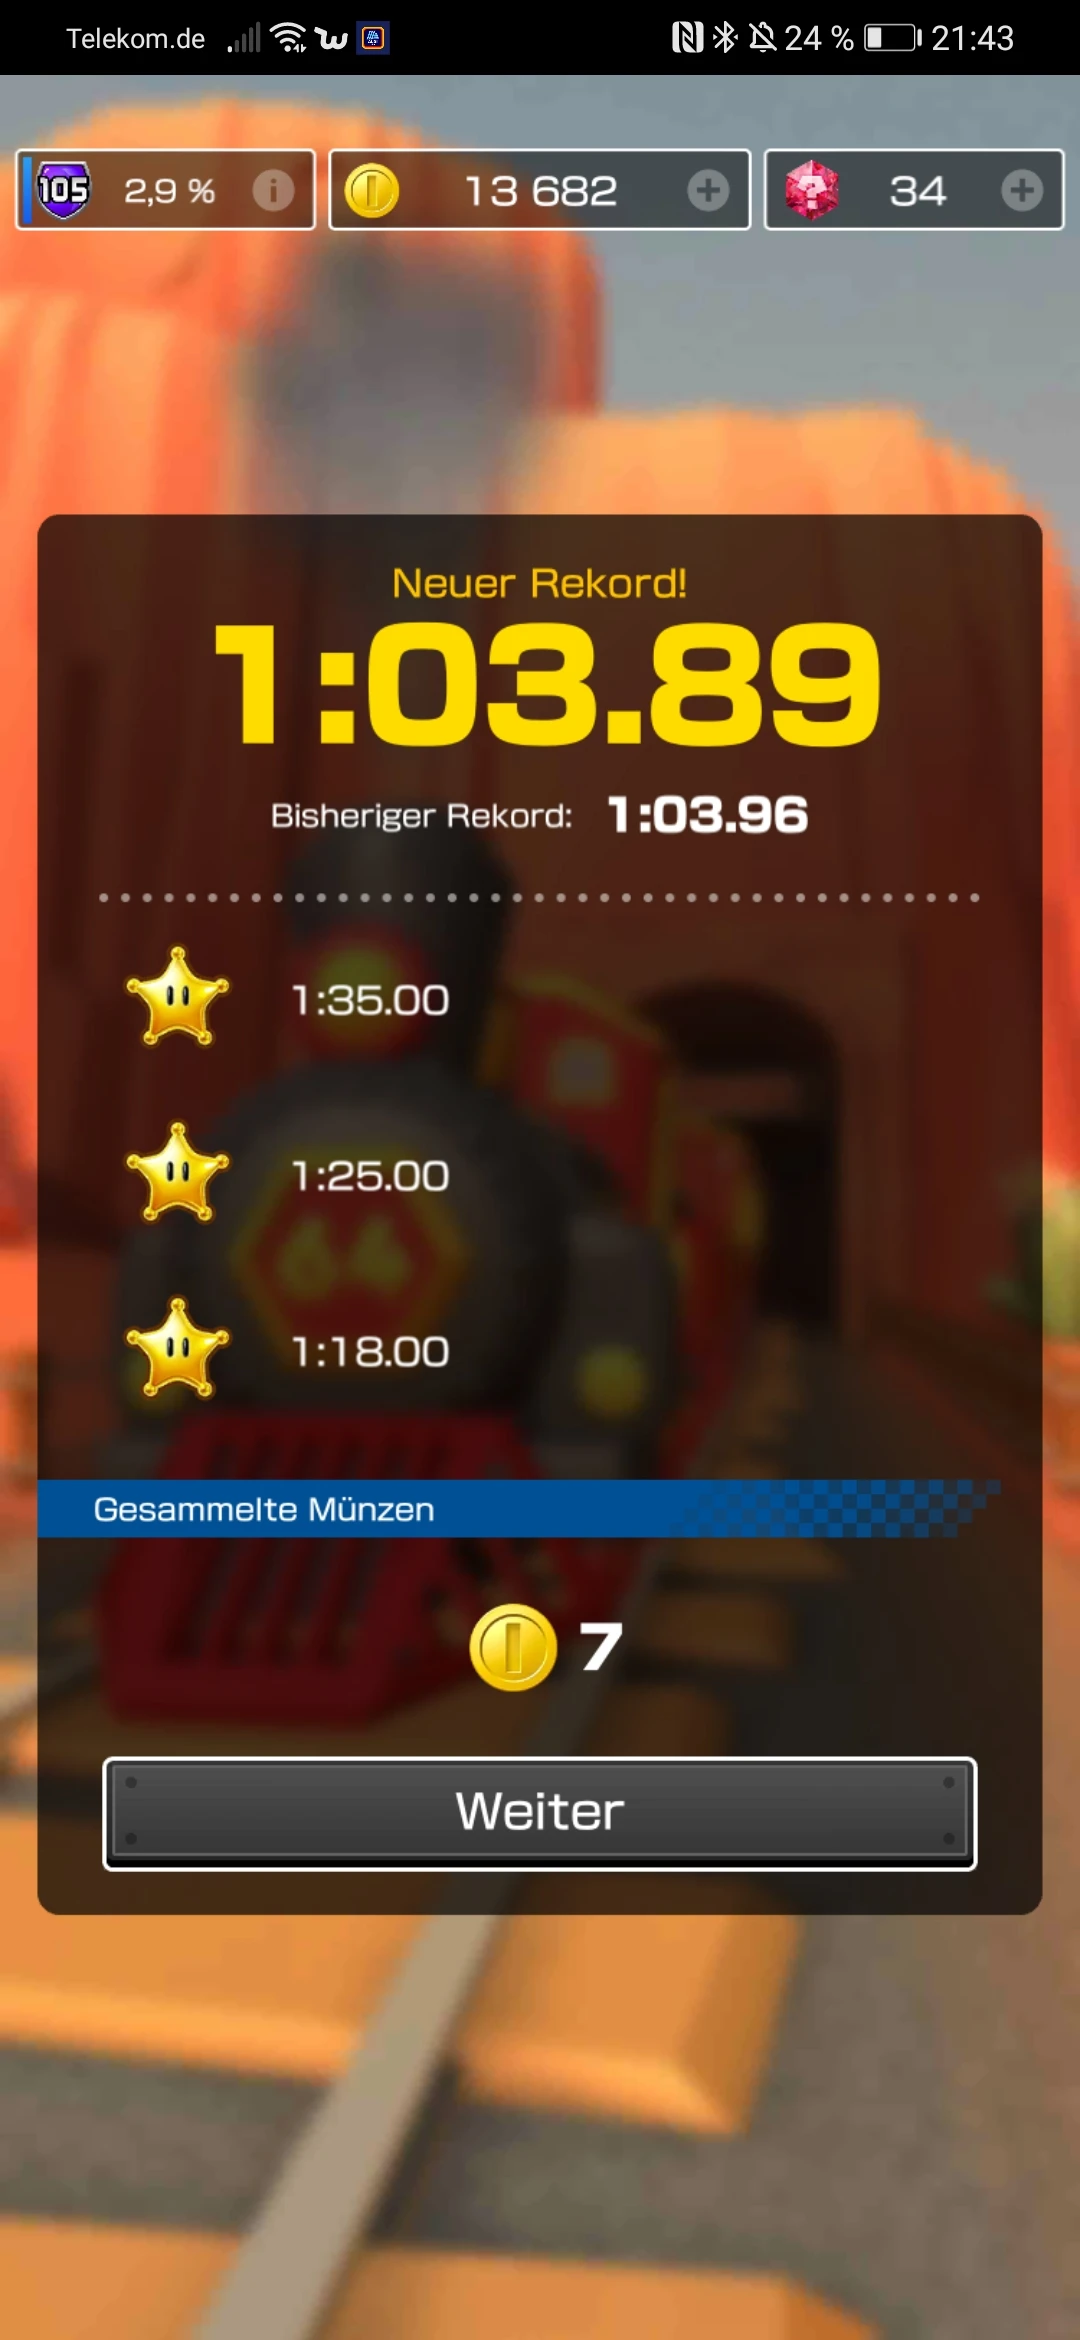 Telekom.de 24 % 21:43
105 2,9 % i 13 682 + ? 34 +
Neuer Rekord!
1:03.89
Bisheriger Rekord: 1:03.96
1:35.00
1:25.00
64
1:18.00
Gesammelte Münzen
7
Weiter